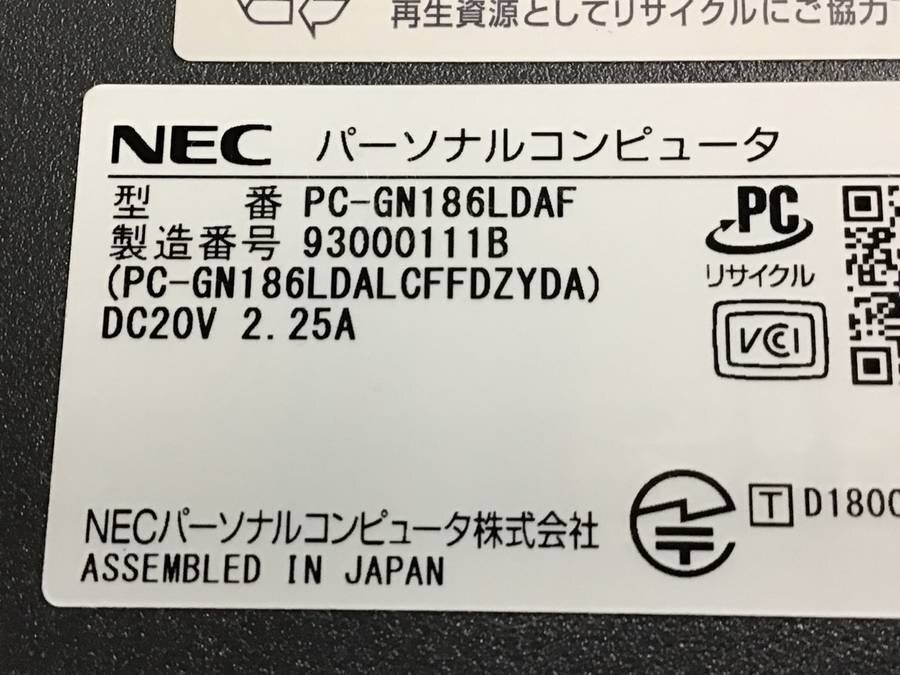 再生資源としてリサイクルにご協力
NEC パーソナルコンピュータ
型 番 PC-GN186LDAF
製造番号 93000111B
(PC-GN186LDALCFFDZYDA)
DC20V 2.25A
PC
リサイクル
VCCI
NECパーソナルコンピュータ株式会社
T D1800
ASSEMBLED IN JAPAN